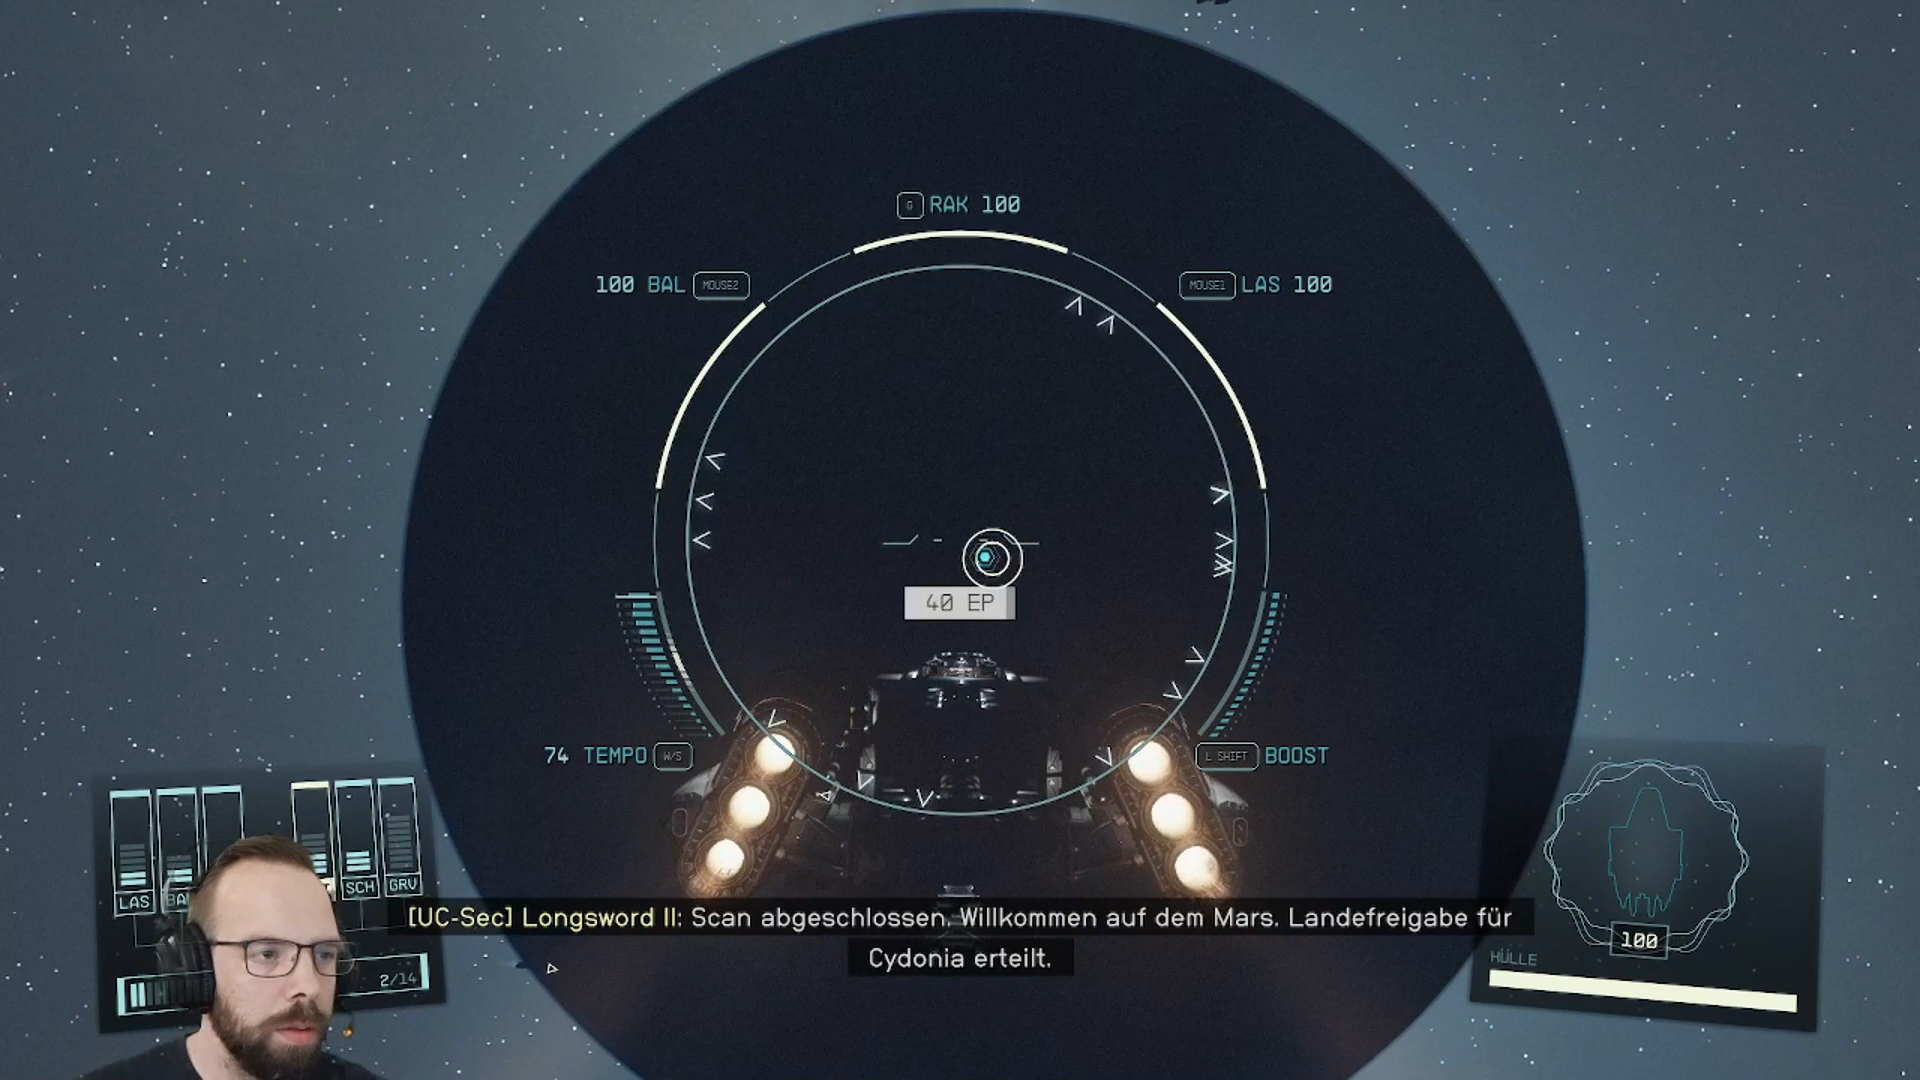 G RAK 100
100 BAL MOUSE2
MOUSE1 LAS 100
40 EP
74 TEMPO W/S
L SHIFT BOOST
LAS
SCH GRV
[UC-Sec] Longsword II: Scan abgeschlossen. Willkommen auf dem Mars. Landefreigabe für
Cydonia erteilt.
2/14
100
HÜLLE